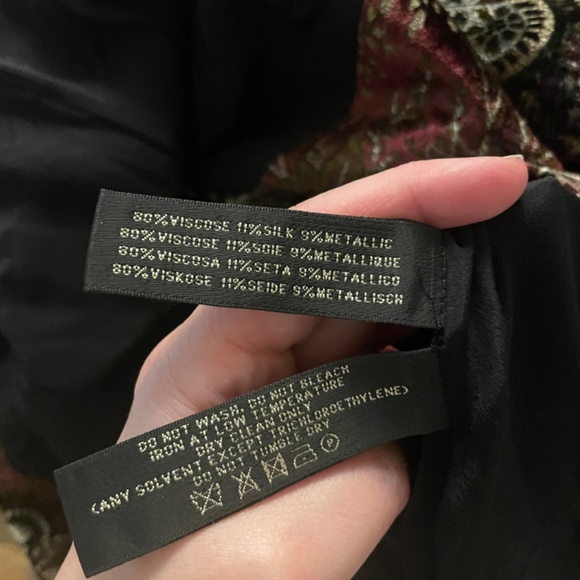 80%VISCOSE 11%SILK 9%METALLIC
80%VISCOSE 11%SOIE 9%METALLIQUE
80%VISCOSA 11%SETA 9%METALLICO
80%VISKOSE 11%SEIDE 9%METALLISCH
DO NOT WASH, DO NOT BLEACH
IRON AT LOW TEMPERATURE
DRY CLEAN ONLY
(ANY SOLVENT EXCEPT TRICHLOROETHYLENE)
DO NOT TUMBLE DRY
P